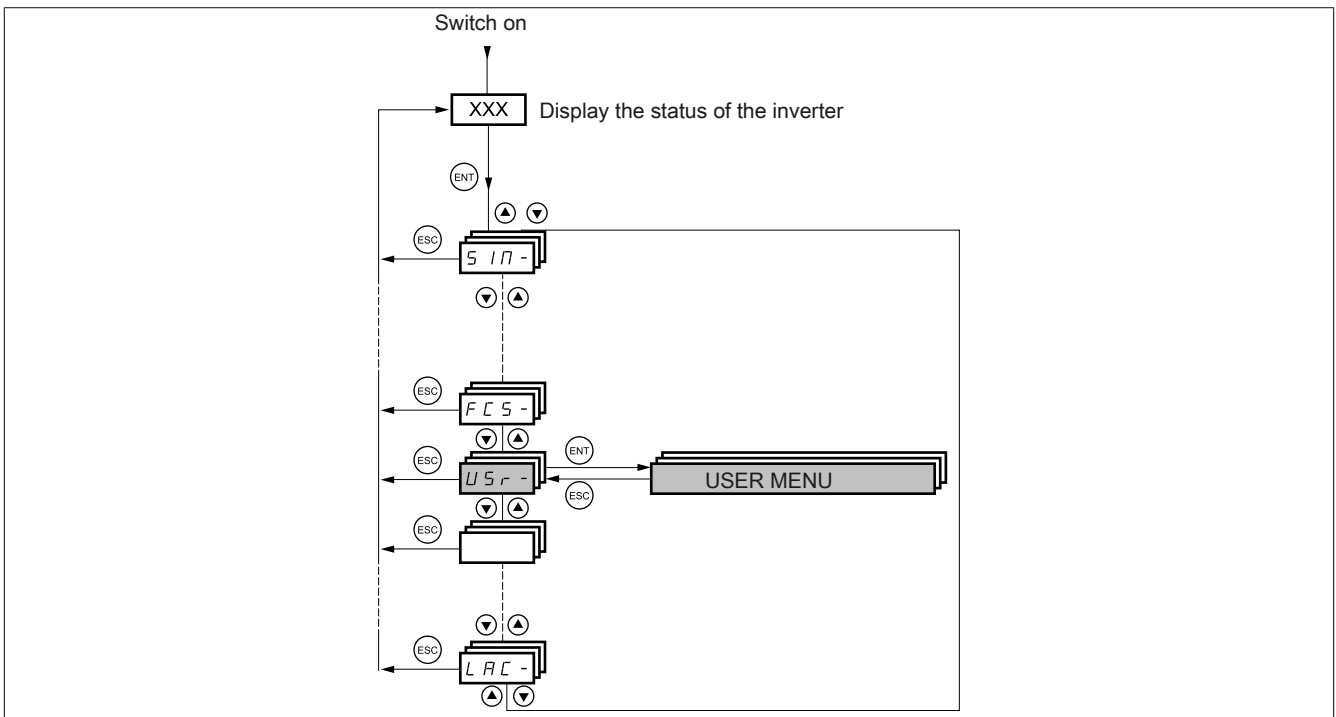 Switch on
XXX Display the status of the inverter
ENT
ESC
SIM-
ESC
FCS-
ENT
ESC
USr- USER MENU
ESC
ESC
ESC
LAC-